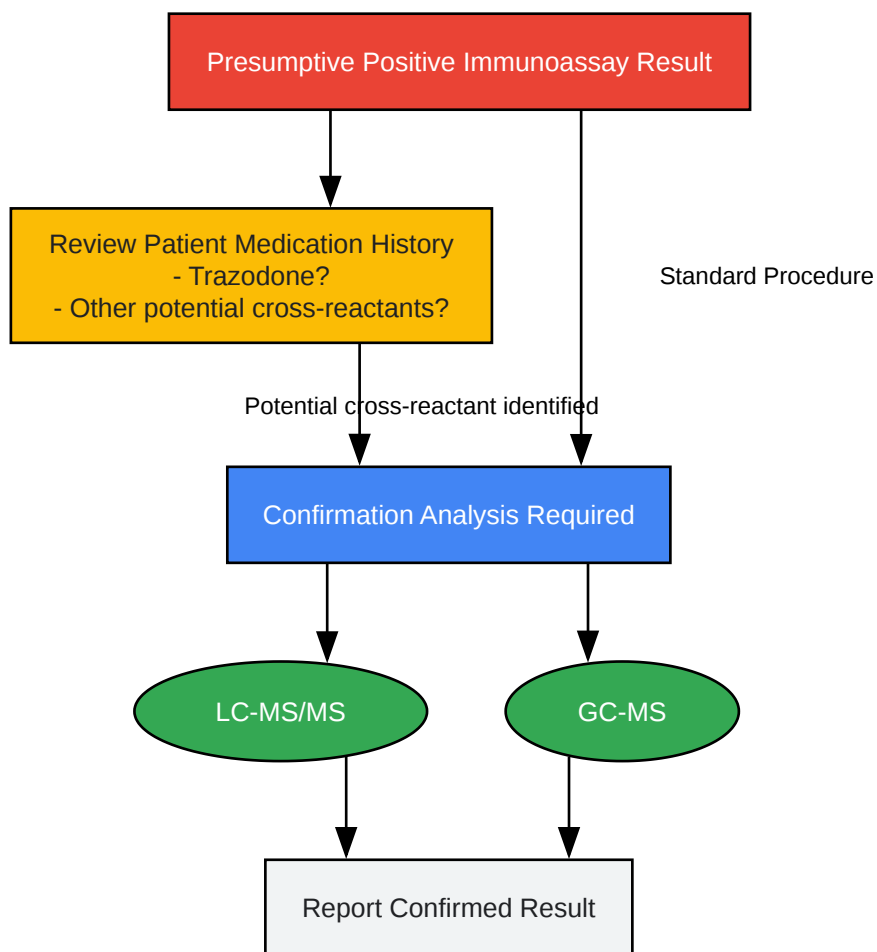 Presumptive Positive Immunoassay Result
Review Patient Medication History
- Trazodone?
- Other potential cross-reactants?
Standard Procedure
Potential cross-reactant identified
Confirmation Analysis Required
LC-MS/MS
GC-MS
Report Confirmed Result